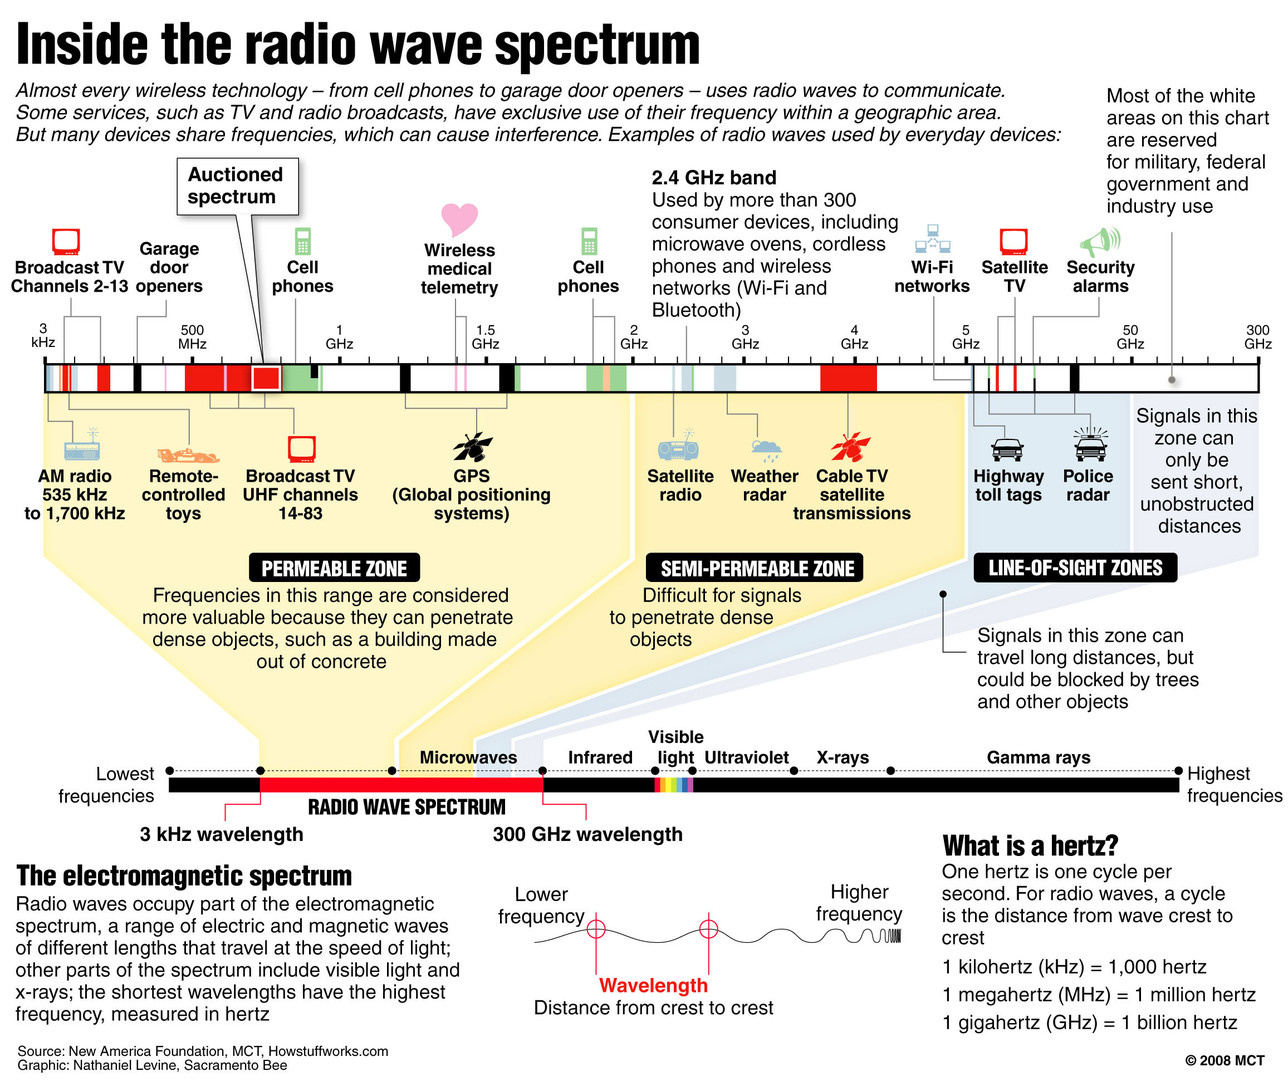 Inside the radio wave spectrum
Almost every wireless technology – from cell phones to garage door openers – uses radio waves to communicate.
Some services, such as TV and radio broadcasts, have exclusive use of their frequency within a geographic area.
But many devices share frequencies, which can cause interference. Examples of radio waves used by everyday devices:
Most of the white
areas on this chart
are reserved
for military, federal
government and
industry use
Auctioned
spectrum
2.4 GHz band
Used by more than 300
consumer devices, including
microwave ovens, cordless
phones and wireless
networks (Wi-Fi and
Bluetooth)
Broadcast TV
Channels 2-13
Garage
door
openers
Cell
phones
Wireless
medical
telemetry
Cell
phones
Wi-Fi
networks
Satellite
TV
Security
alarms
3
kHz
500
MHz
1
GHz
1.5
GHz
2
GHz
3
GHz
4
GHz
5
GHz
50
GHz
300
GHz
AM radio
535 kHz
to 1,700 kHz
Remote-
controlled
toys
Broadcast TV
UHF channels
14-83
GPS
(Global positioning
systems)
Satellite
radio
Weather
radar
Cable TV
satellite
transmissions
Highway
toll tags
Police
radar
Signals in this
zone can
only be
sent short,
unobstructed
distances
PERMEABLE ZONE
Frequencies in this range are considered
more valuable because they can penetrate
dense objects, such as a building made
out of concrete
SEMI-PERMEABLE ZONE
Difficult for signals
to penetrate dense
objects
LINE-OF-SIGHT ZONES
Signals in this zone can
travel long distances, but
could be blocked by trees
and other objects
Lowest
frequencies
Microwaves
Infrared
Visible
light
Ultraviolet
X-rays
Gamma rays
Highest
frequencies
RADIO WAVE SPECTRUM
3 kHz wavelength
300 GHz wavelength
The electromagnetic spectrum
Radio waves occupy part of the electromagnetic
spectrum, a range of electric and magnetic waves
of different lengths that travel at the speed of light;
other parts of the spectrum include visible light and
x-rays; the shortest wavelengths have the highest
frequency, measured in hertz
Lower
frequency
Higher
frequency
Wavelength
Distance from crest to crest
What is a hertz?
One hertz is one cycle per
second. For radio waves, a cycle
is the distance from wave crest to
crest
1 kilohertz (kHz) = 1,000 hertz
1 megahertz (MHz) = 1 million hertz
1 gigahertz (GHz) = 1 billion hertz
Source: New America Foundation, MCT, Howstuffworks.com
Graphic: Nathaniel Levine, Sacramento Bee
© 2008 MCT